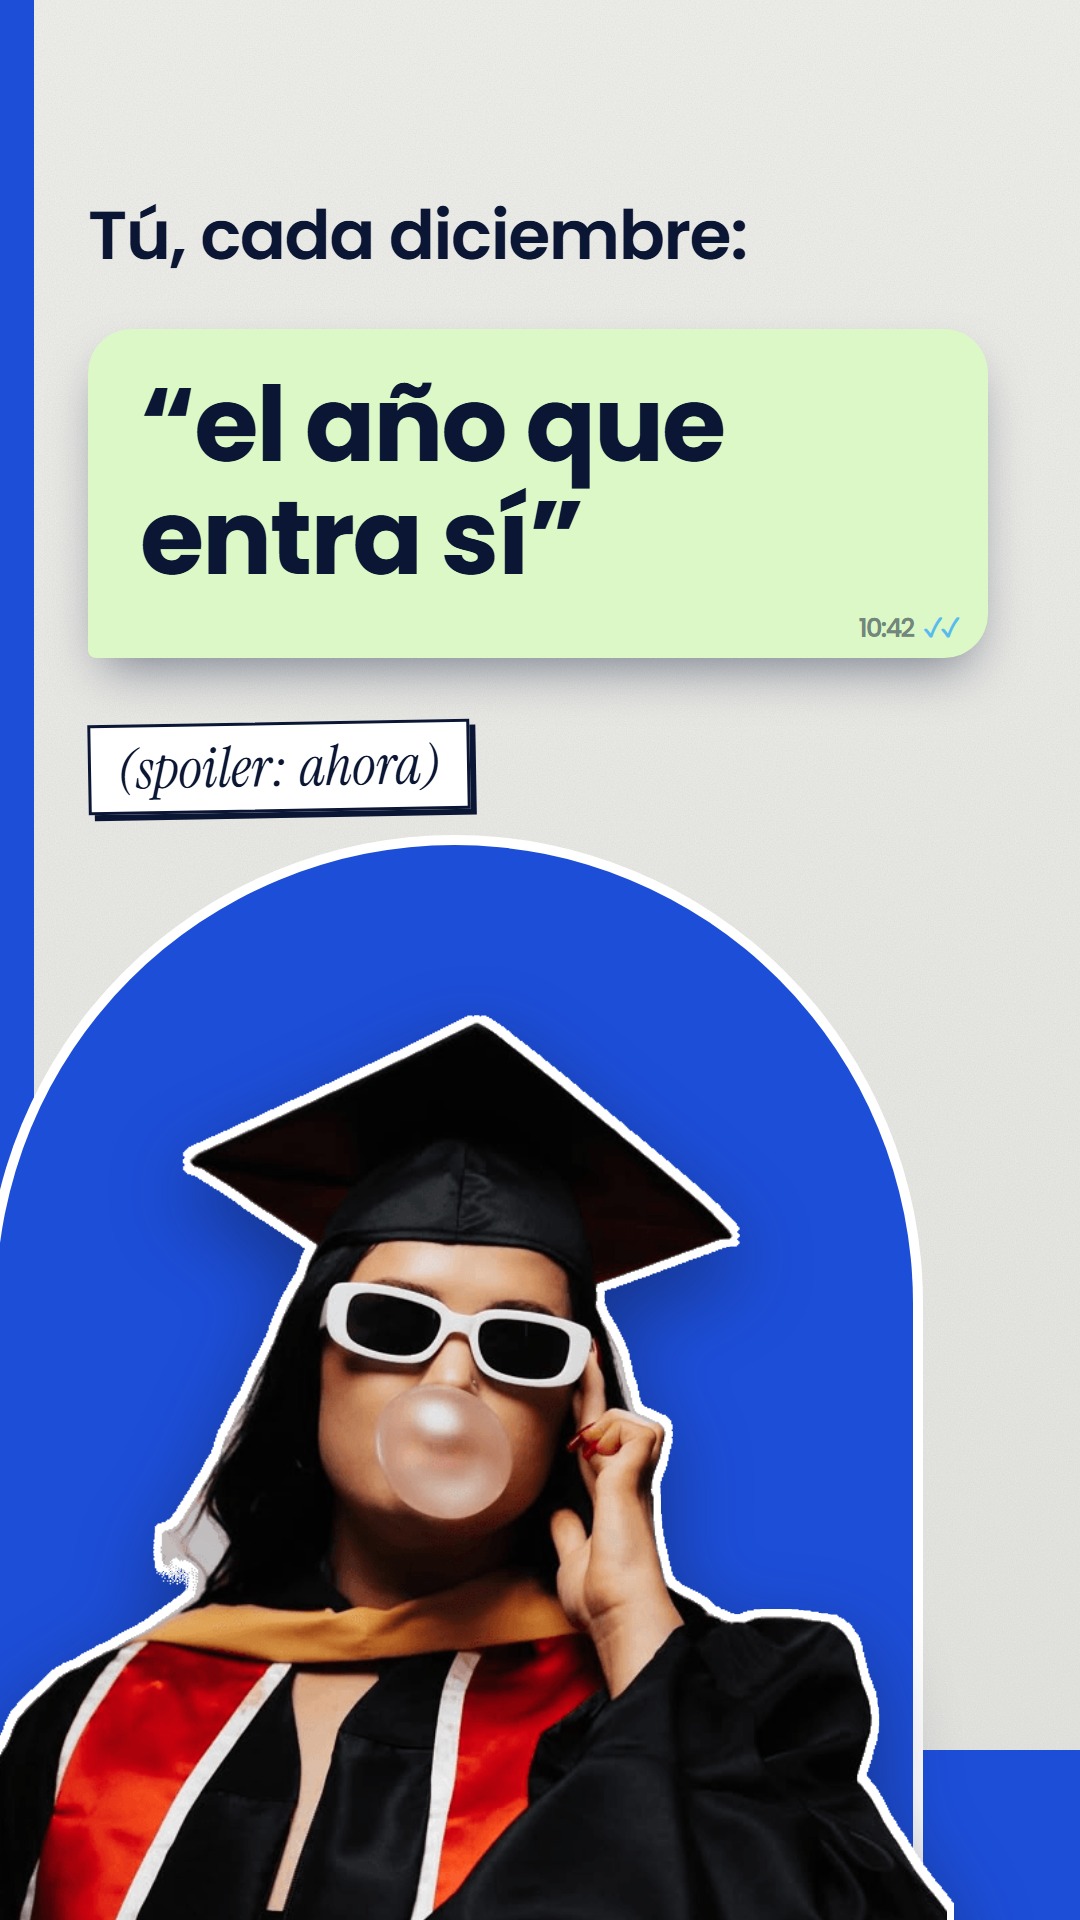 Tú, cada diciembre:
“el año que
entra sí”
10:42
(spoiler: ahora)